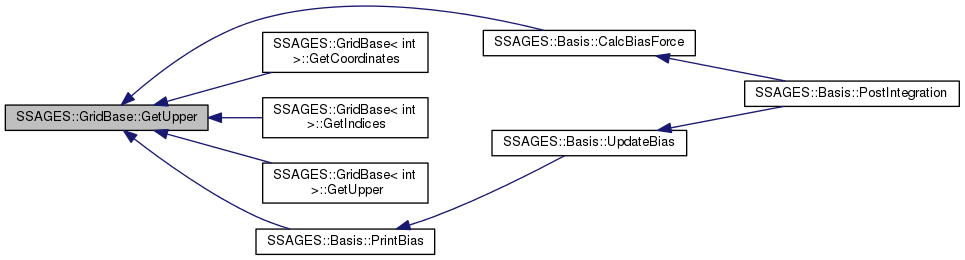 SSAGES::GridBase::GetUpper
SSAGES::GridBase< int
>::GetCoordinates
SSAGES::GridBase< int
>::GetIndices
SSAGES::GridBase< int
>::GetUpper
SSAGES::Basis::PrintBias
SSAGES::Basis::CalcBiasForce
SSAGES::Basis::UpdateBias
SSAGES::Basis::PostIntegration